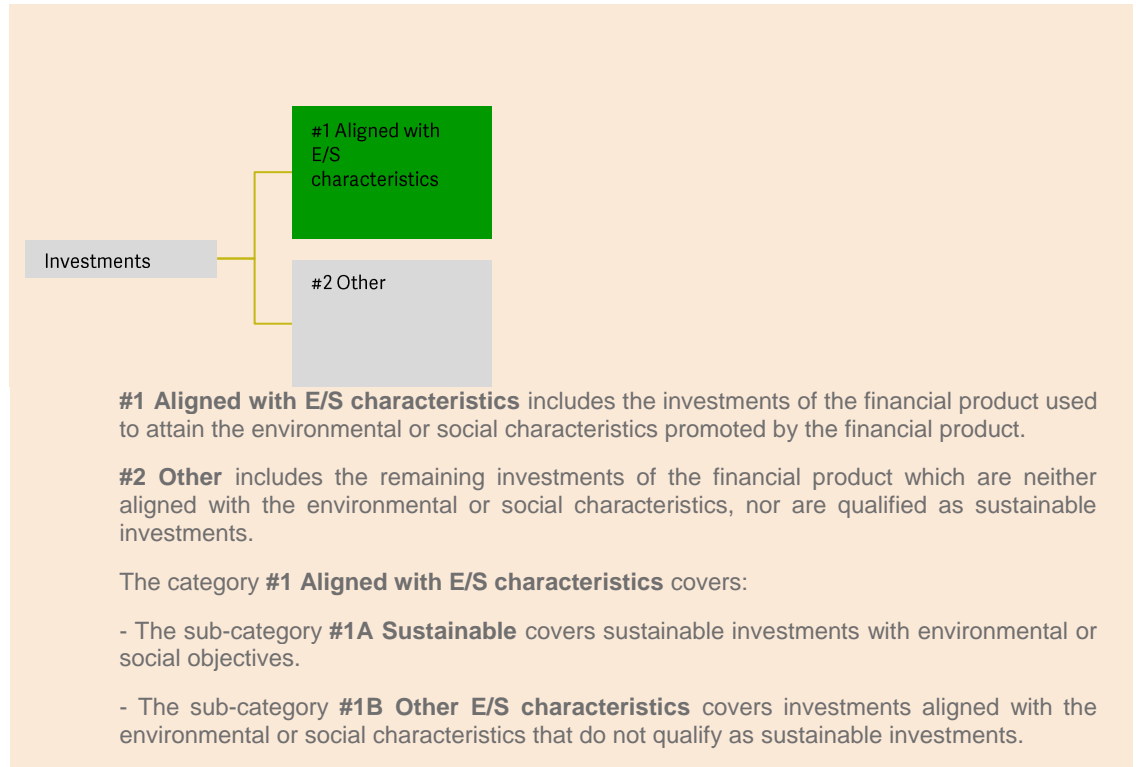 #1 Aligned with
E/S
characteristics
Investments
#2 Other
#1 Aligned with E/S characteristics includes the investments of the financial product used
to attain the environmental or social characteristics promoted by the financial product.
#2 Other includes the remaining investments of the financial product which are neither
aligned with the environmental or social characteristics, nor are qualified as sustainable
investments.
The category #1 Aligned with E/S characteristics covers:
- The sub-category #1A Sustainable covers sustainable investments with environmental or
social objectives.
- The sub-category #1B Other E/S characteristics covers investments aligned with the
environmental or social characteristics that do not qualify as sustainable investments.